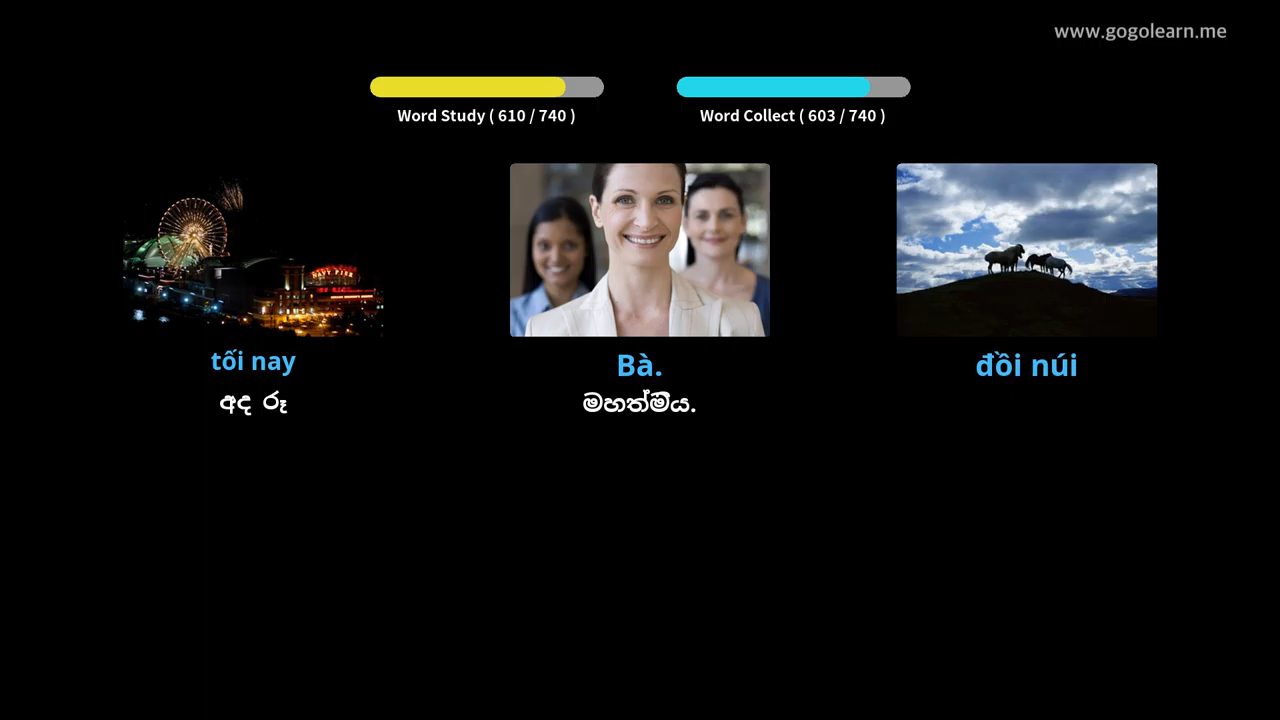 www.gogolearn.me
Word Study ( 610 / 740 )
Word Collect ( 603 / 740 )
tối nay
අද රෑ
Bà.
මහත්මිය.
đồi núi